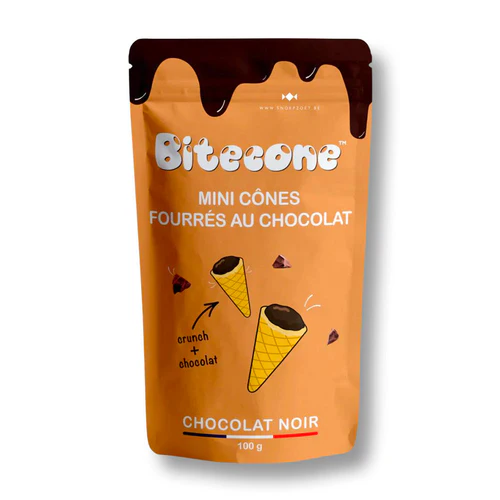 Bitecone™
MINI CÔNES
FOURRÉS AU CHOCOLAT
crunch
+
chocolat
CHOCOLAT NOIR
100 g